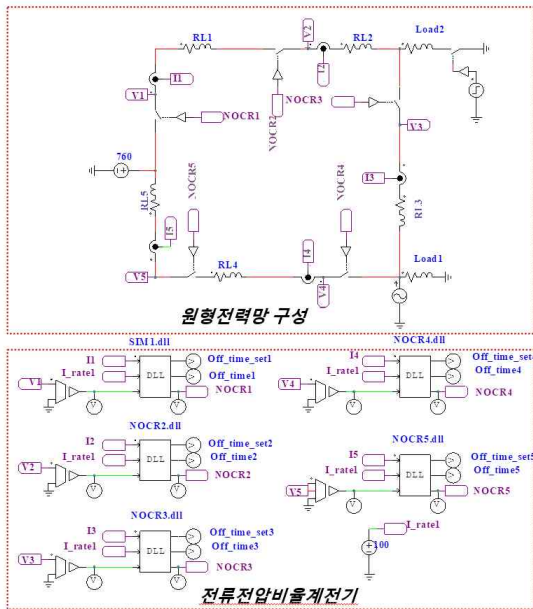 RL1
V2
RL2
Load2
I1
I2
V1
NOCR1
NOCR2
NOCR3
V3
760
NOCR5
NOCR4
I3
RL5
RL3
I5
RL4
I4
Load1
V5
V4
원형전력망 구성
SIM1.dll
I1
Off_time_set1
I_rate1
Off_time1
V1
DLL
NOCR1
V
NOCR4.dll
I4
Off_time_set4
I_rate1
Off_time4
V4
DLL
NOCR4
V
NOCR2.dll
I2
Off_time_set2
I_rate1
Off_time2
V2
DLL
NOCR2
V
NOCR5.dll
I5
Off_time_set5
I_rate1
Off_time5
V5
DLL
NOCR5
V
NOCR3.dll
I3
Off_time_set3
I_rate1
Off_time3
V3
DLL
NOCR3
V
I_rate1
100
전류전압비율계전기